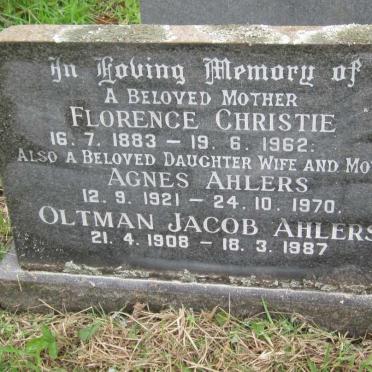 In Loving Memory of
A BELOVED MOTHER
FLORENCE CHRISTIE
16. 7. 1883 – 19. 6. 1962.
ALSO A BELOVED DAUGHTER WIFE AND MO
AGNES AHLERS
12. 9. 1921 – 24. 10. 1970.
OLTMAN JACOB AHLERS
21. 4. 1908 – 18. 3. 1987